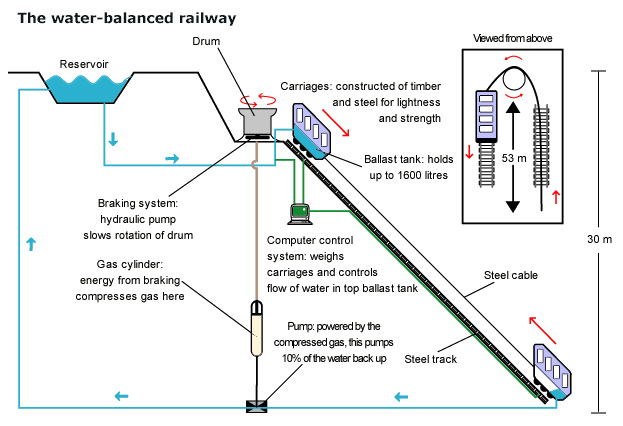 The water-balanced railway
Drum
Reservoir
Viewed from above
Carriages: constructed of timber
and steel for lightness
and strength
Ballast tank: holds
up to 1600 litres
53 m
Braking system:
hydraulic pump
slows rotation of drum
30 m
Computer control
system: weighs
carriages and controls
flow of water in top ballast tank
Gas cylinder:
energy from braking
compresses gas here
Steel cable
Pump: powered by the
compressed gas, this pumps
10% of the water back up
Steel track